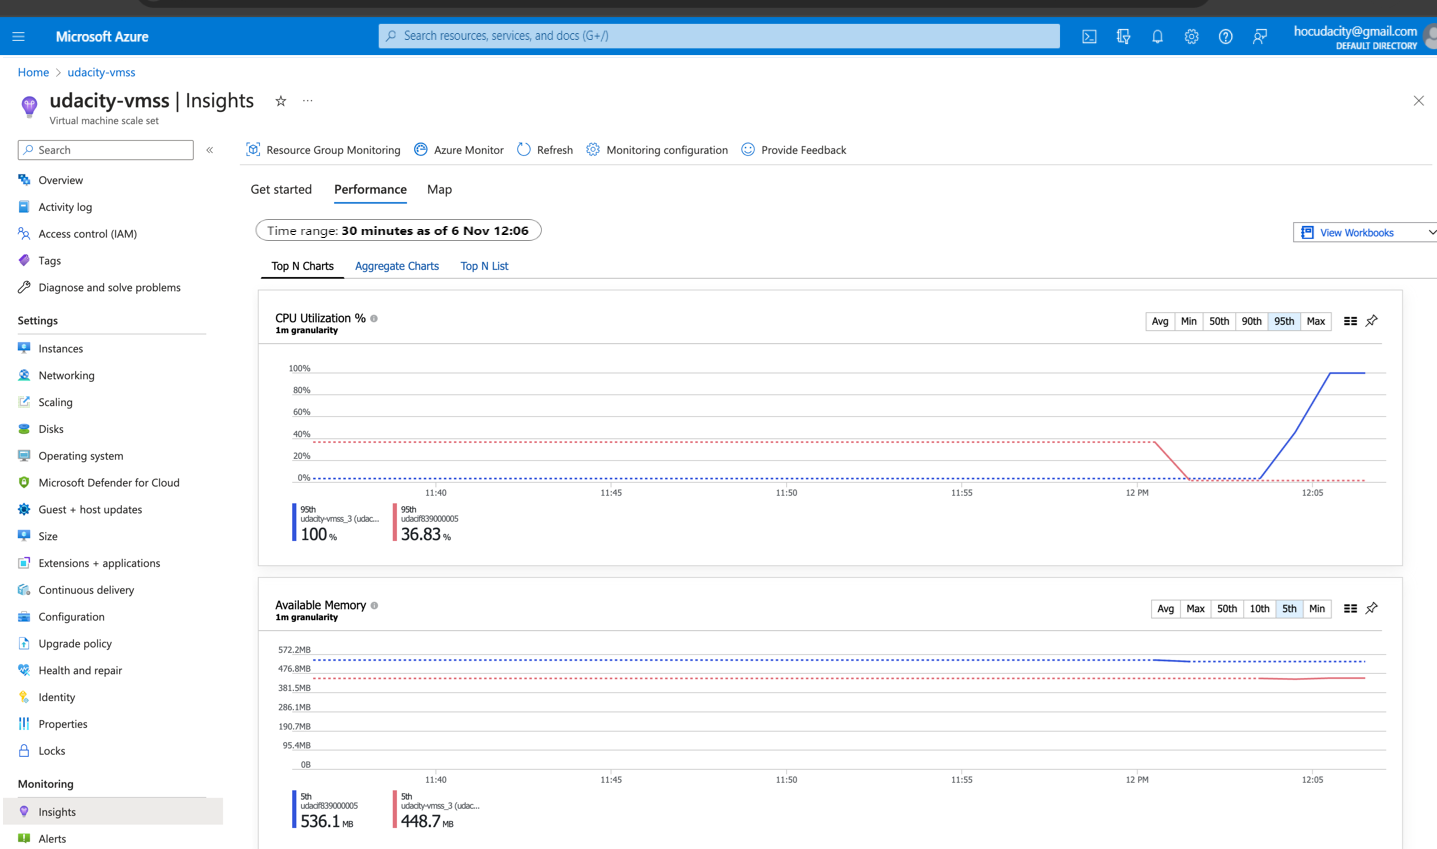 Microsoft Azure
Search resources, services, and docs (G+/)
hocudacity@gmail.com
DEFAULT DIRECTORY
Home > udacity-vmss
udacity-vmss | Insights
Virtual machine scale set
Search
Overview
Activity log
Access control (IAM)
Tags
Diagnose and solve problems
Settings
Instances
Networking
Scaling
Disks
Operating system
Microsoft Defender for Cloud
Guest + host updates
Size
Extensions + applications
Continuous delivery
Configuration
Upgrade policy
Health and repair
Identity
Properties
Locks
Monitoring
Insights
Alerts
Resource Group Monitoring Azure Monitor Refresh Monitoring configuration Provide Feedback
Get started Performance Map
Time range: 30 minutes as of 6 Nov 12:06
View Workbooks
Top N Charts Aggregate Charts Top N List
CPU Utilization %
1m granularity
Avg Min 50th 90th 95th Max
100%
80%
60%
40%
20%
0%
11:40 11:45 11:50 11:55 12 PM 12:05
95th
udacity-vmss_3 (udac...
100 %
95th
udacif839000005
36.83 %
Available Memory
1m granularity
Avg Max 50th 10th 5th Min
572.2MB
476.8MB
381.5MB
286.1MB
190.7MB
95.4MB
0B
11:40 11:45 11:50 11:55 12 PM 12:05
5th
udacif839000005
536.1 MB
5th
udacity-vmss_3 (udac...
448.7 MB